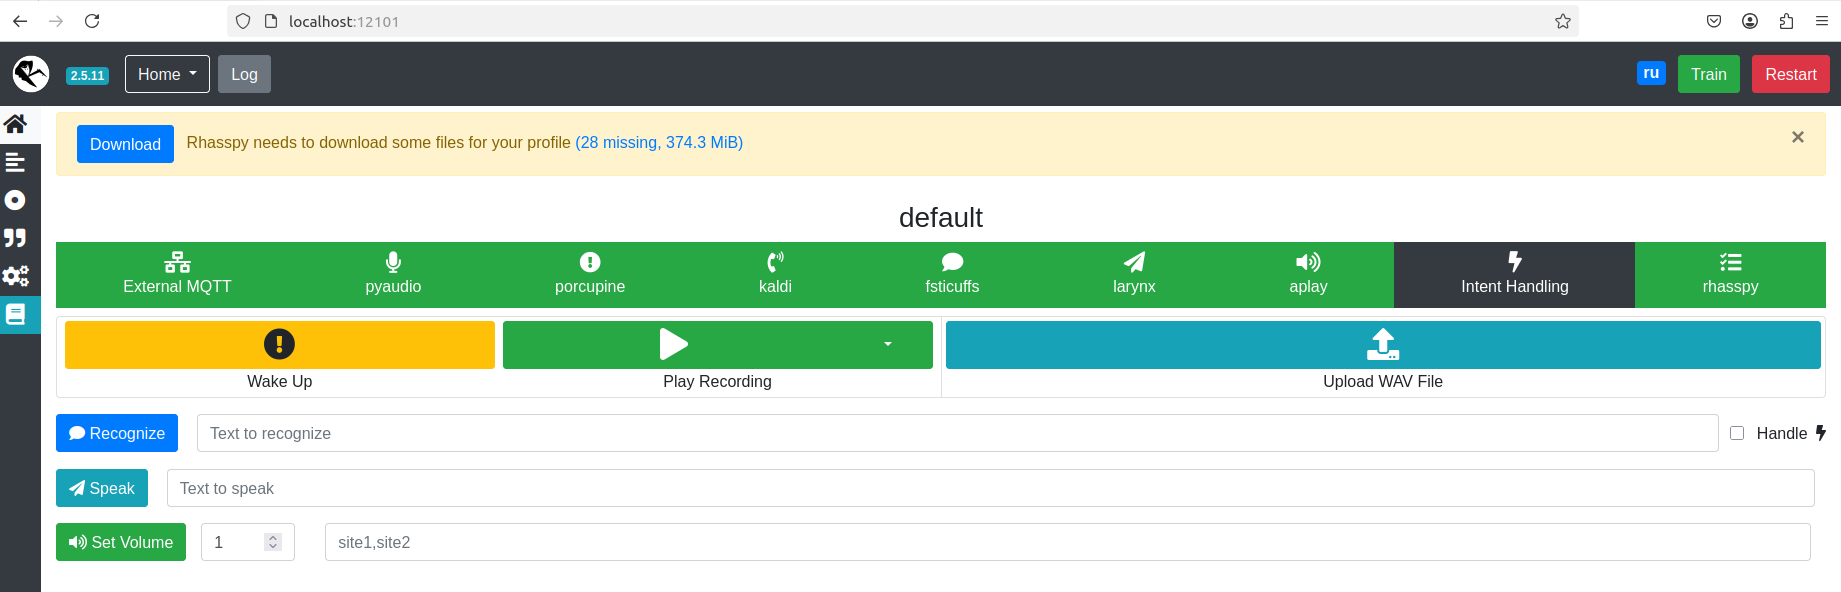 localhost:12101
2.5.11 Home Log ru Train Restart
Download Rhasspy needs to download some files for your profile (28 missing, 374.3 MiB) ×
default
External MQTT pyaudio porcupine kaldi fsticuffs larynx aplay Intent Handling rhasspy
Wake Up Play Recording Upload WAV File
Recognize Text to recognize Handle
Speak Text to speak
Set Volume 1 site1,site2